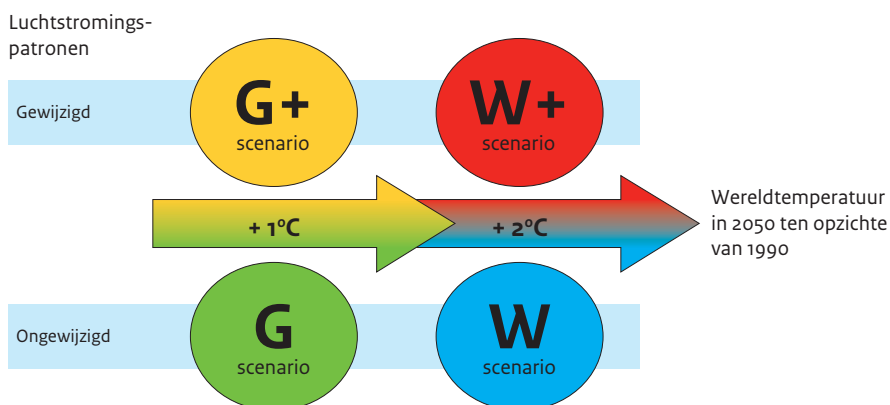 Luchtstromings-
patronen
Gewijzigd
G+
scenario
W+
scenario
+ 1°C
+ 2°C
Wereldtemperatuur
in 2050 ten opzichte
van 1990
Ongewijzigd
G
scenario
W
scenario